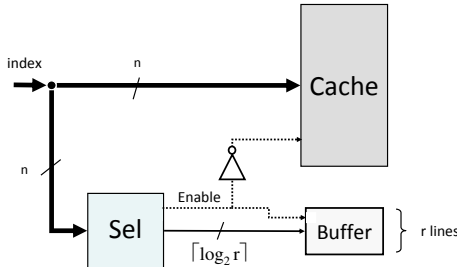 n
index
Cache
n
Enable
Sel
Buffer
r lines
⌈log₂ r⌉